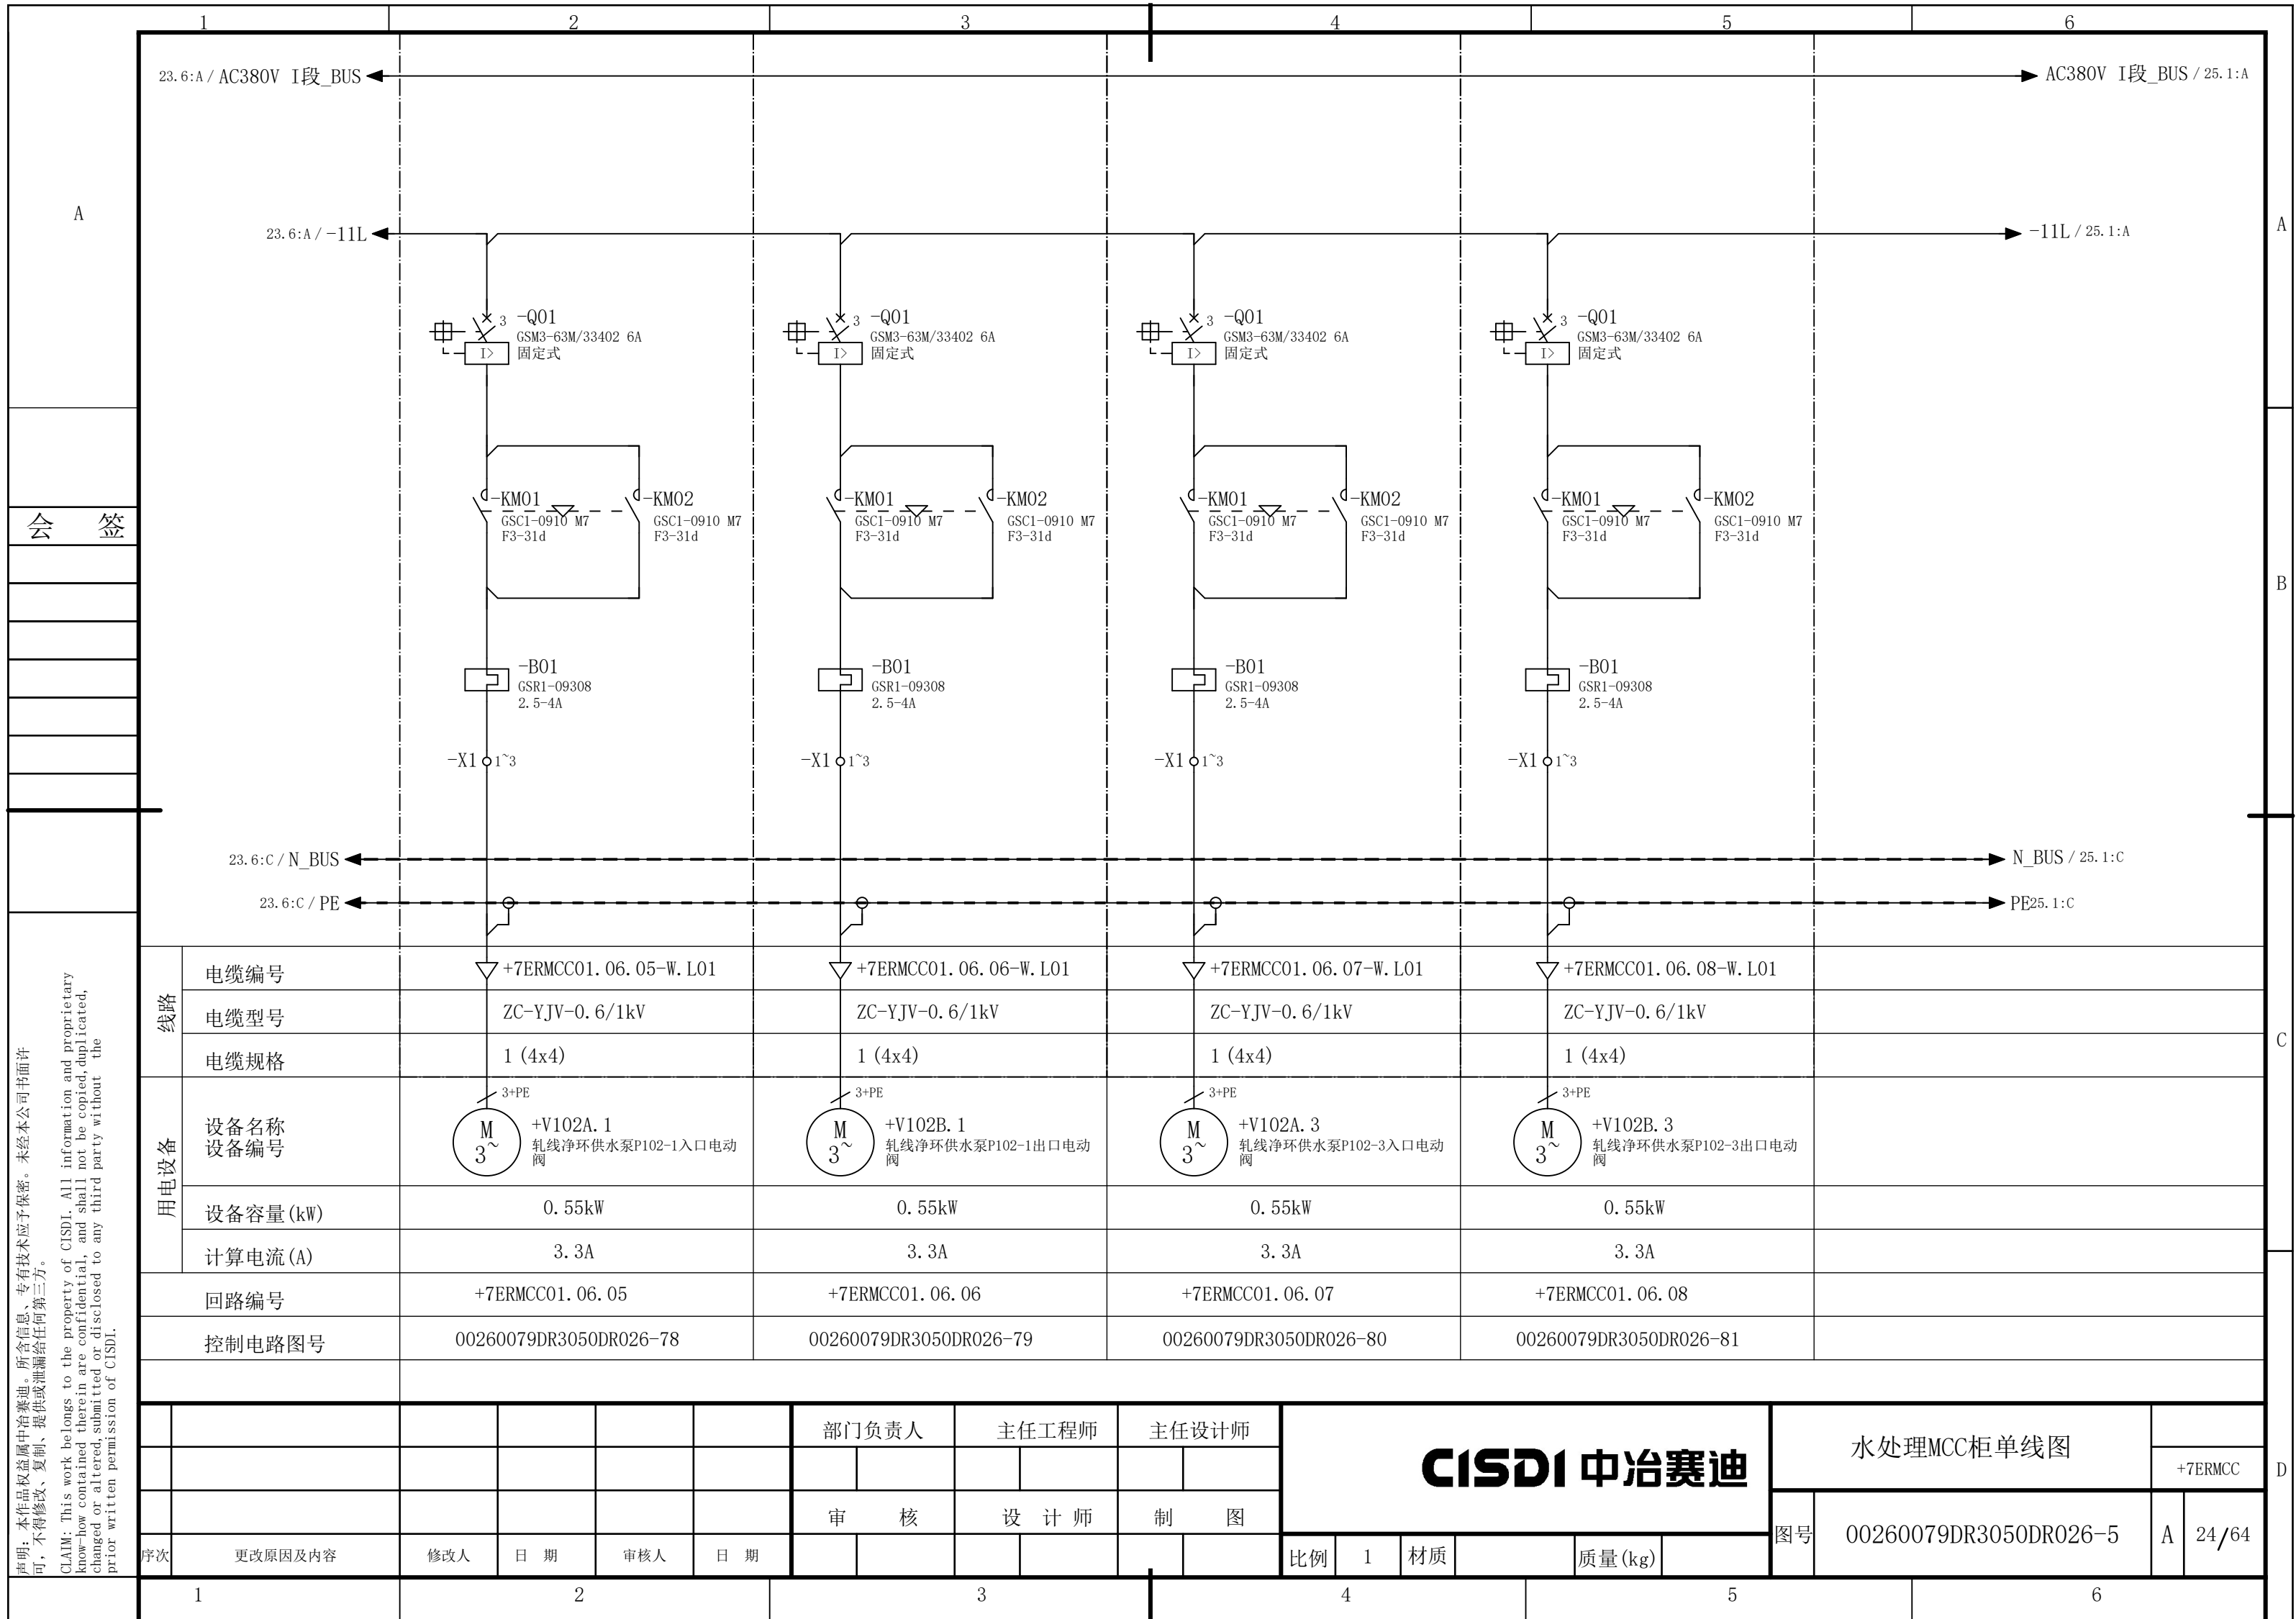 1 2 3 4 5 6
23.6:A / AC380V I段_BUS
AC380V I段_BUS / 25.1:A
A
A
23.6:A / -11L
-11L / 25.1:A
3 -Q01
GSM3-63M/33402 6A
固定式
I>
3 -Q01
GSM3-63M/33402 6A
固定式
I>
3 -Q01
GSM3-63M/33402 6A
固定式
I>
3 -Q01
GSM3-63M/33402 6A
固定式
I>
-KM01
GSC1-0910 M7
F3-31d
-KM02
GSC1-0910 M7
F3-31d
-KM01
GSC1-0910 M7
F3-31d
-KM02
GSC1-0910 M7
F3-31d
-KM01
GSC1-0910 M7
F3-31d
-KM02
GSC1-0910 M7
F3-31d
-KM01
GSC1-0910 M7
F3-31d
-KM02
GSC1-0910 M7
F3-31d
会 签
B
-B01
GSR1-09308
2.5-4A
-B01
GSR1-09308
2.5-4A
-B01
GSR1-09308
2.5-4A
-B01
GSR1-09308
2.5-4A
-X1 1~3
-X1 1~3
-X1 1~3
-X1 1~3
23.6:C / N_BUS
N_BUS / 25.1:C
23.6:C / PE
PE25.1:C
线路
电缆编号 +7ERMCC01.06.05-W.L01 +7ERMCC01.06.06-W.L01 +7ERMCC01.06.07-W.L01 +7ERMCC01.06.08-W.L01
电缆型号 ZC-YJV-0.6/1kV ZC-YJV-0.6/1kV ZC-YJV-0.6/1kV ZC-YJV-0.6/1kV
电缆规格 1 (4x4) 1 (4x4) 1 (4x4) 1 (4x4)
C
用电设备
设备名称
设备编号
3+PE
M
3~
+V102A.1
轧线净环供水泵P102-1入口电动
阀
3+PE
M
3~
+V102B.1
轧线净环供水泵P102-1出口电动
阀
3+PE
M
3~
+V102A.3
轧线净环供水泵P102-3入口电动
阀
3+PE
M
3~
+V102B.3
轧线净环供水泵P102-3出口电动
阀
设备容量(kW) 0.55kW 0.55kW 0.55kW 0.55kW
计算电流(A) 3.3A 3.3A 3.3A 3.3A
回路编号 +7ERMCC01.06.05 +7ERMCC01.06.06 +7ERMCC01.06.07 +7ERMCC01.06.08
控制电路图号 00260079DR3050DR026-78 00260079DR3050DR026-79 00260079DR3050DR026-80 00260079DR3050DR026-81
声明: 本作品权益属中冶赛迪。所含信息、专有技术应予保密。未经本公司书面许
可, 不得修改、复制、提供或泄漏给任何第三方。
CLAIM: This work belongs to the property of CISDI. All information and proprietary
know-how contained therein are confidential, and shall not be copied,duplicated,
changed or altered,submitted or disclosed to any third party without the
prior written permission of CISDI.
部门负责人 主任工程师 主任设计师
审 核 设 计 师 制 图
序次 更改原因及内容 修改人 日 期 审核人 日 期
CISDI 中冶赛迪
比例 1 材质 质量(kg)
水处理MCC柜单线图
+7ERMCC
图号 00260079DR3050DR026-5 A 24/64
D
1 2 3 4 5 6